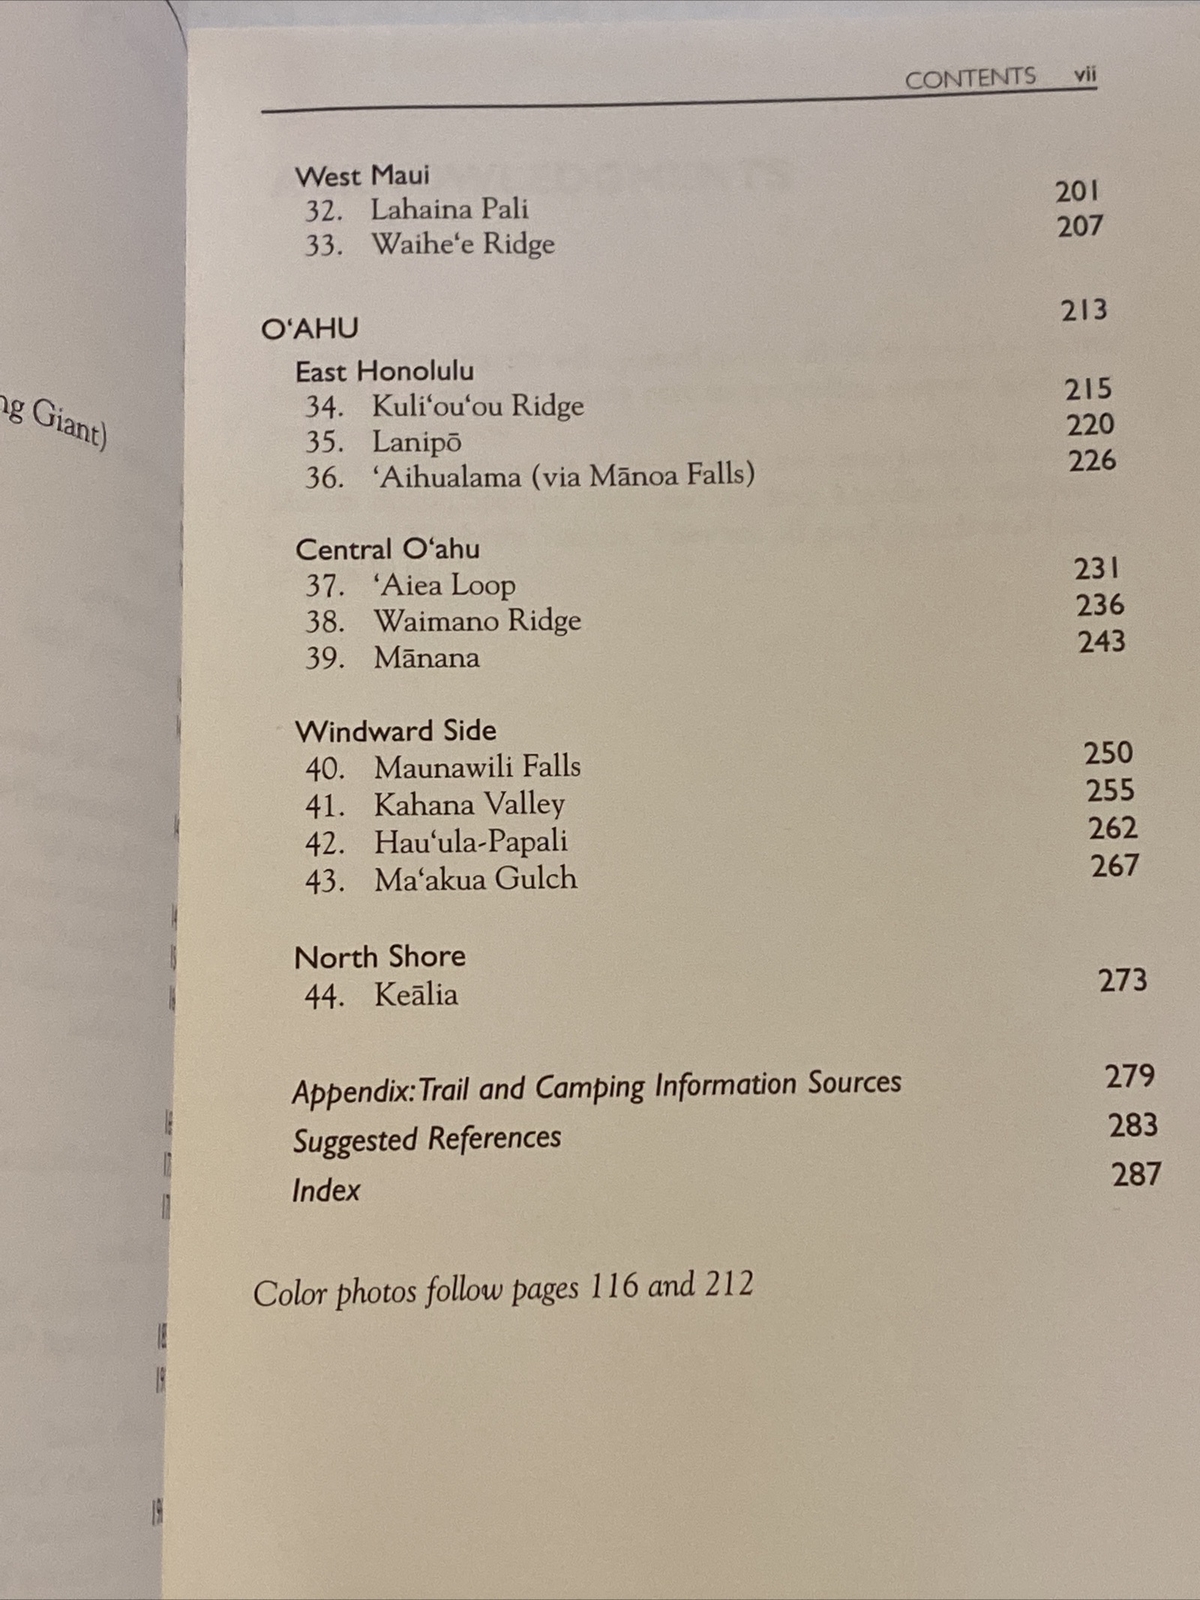 ng Giant)
CONTENTS vii
West Maui
32. Lahaina Pali 201
33. Waihe‘e Ridge 207
O‘AHU 213
East Honolulu
34. Kuli‘ou‘ou Ridge 215
35. Lanipō 220
36. ‘Aihualama (via Mānoa Falls) 226
Central O‘ahu
37. ‘Aiea Loop 231
38. Waimano Ridge 236
39. Mānana 243
Windward Side
40. Maunawili Falls 250
41. Kahana Valley 255
42. Hau‘ula-Papali 262
43. Ma‘akua Gulch 267
North Shore
44. Keālia 273
Appendix: Trail and Camping Information Sources 279
Suggested References 283
Index 287
Color photos follow pages 116 and 212